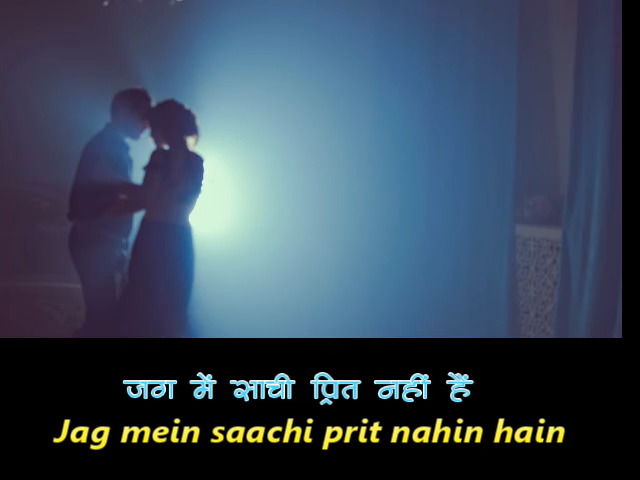 जग में साची प्रित नहीं हैं
Jag mein saachi prit nahin hain